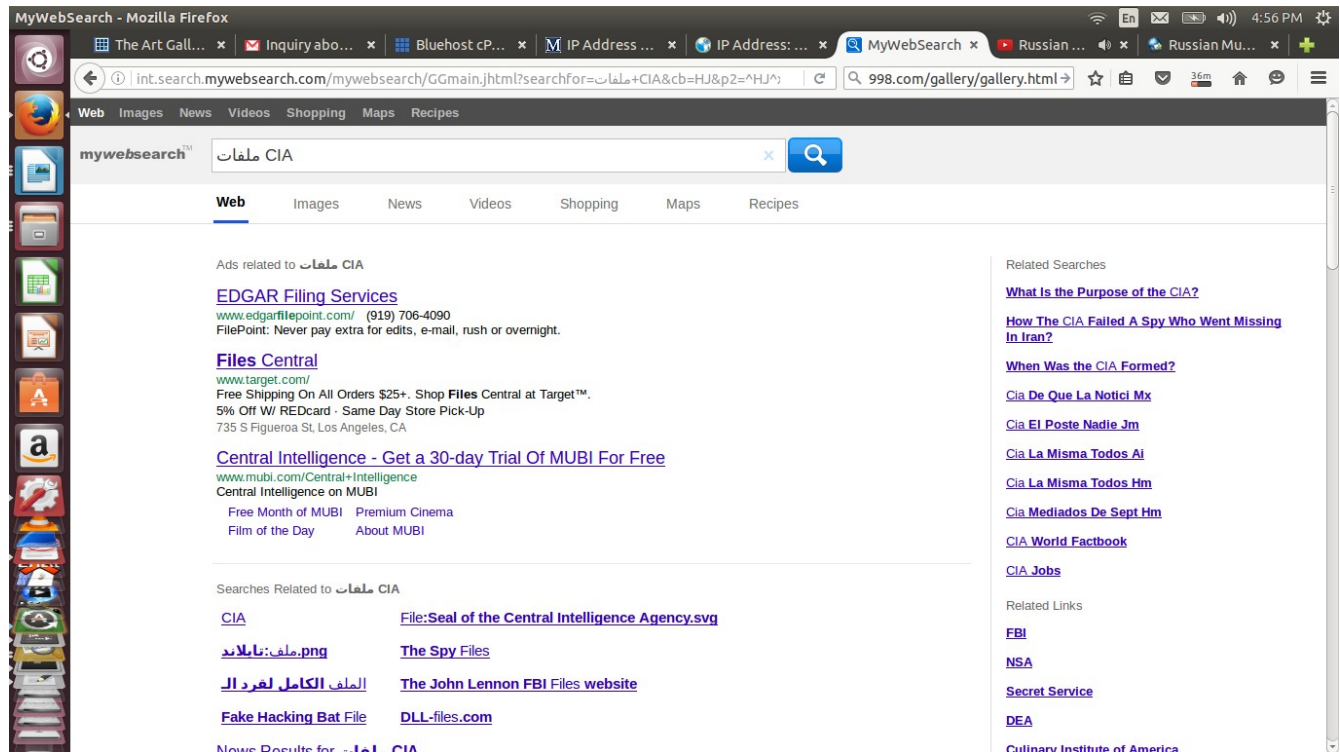 MyWebSearch - Mozilla Firefox
En
4:56 PM
The Art Gall... × Inquiry abo... × Bluehost cP... × IP Address ... × IP Address: ... × MyWebSearch × Russian ... × Russian Mu... ×
int.search.mywebsearch.com/mywebsearch/GGmain.jhtml?searchfor=ملفات+CIA&cb=HJ&p2=^HJ^
998.com/gallery/gallery.html
36m
Web Images News Videos Shopping Maps Recipes
mywebsearch™
ملفات CIA
Web Images News Videos Shopping Maps Recipes
Ads related to ملفات CIA
EDGAR Filing Services
www.edgarfilepoint.com/ (919) 706-4090
FilePoint: Never pay extra for edits, e-mail, rush or overnight.
Files Central
www.target.com/
Free Shipping On All Orders $25+. Shop Files Central at Target™.
5% Off W/ REDcard · Same Day Store Pick-Up
735 S Figueroa St, Los Angeles, CA
Central Intelligence - Get a 30-day Trial Of MUBI For Free
www.mubi.com/Central+Intelligence
Central Intelligence on MUBI
Free Month of MUBI Premium Cinema
Film of the Day About MUBI
Searches Related to ملفات CIA
CIA File:Seal of the Central Intelligence Agency.svg
ملف:تايلاند.png The Spy Files
الملف الكامل لفرد الـ The John Lennon FBI Files website
Fake Hacking Bat File DLL-files.com
News Results for ملفات CIA
Related Searches
What Is the Purpose of the CIA?
How The CIA Failed A Spy Who Went Missing
In Iran?
When Was the CIA Formed?
Cia De Que La Notici Mx
Cia El Poste Nadie Jm
Cia La Misma Todos Ai
Cia La Misma Todos Hm
Cia Mediados De Sept Hm
CIA World Factbook
CIA Jobs
Related Links
FBI
NSA
Secret Service
DEA
Culinary Institute of America